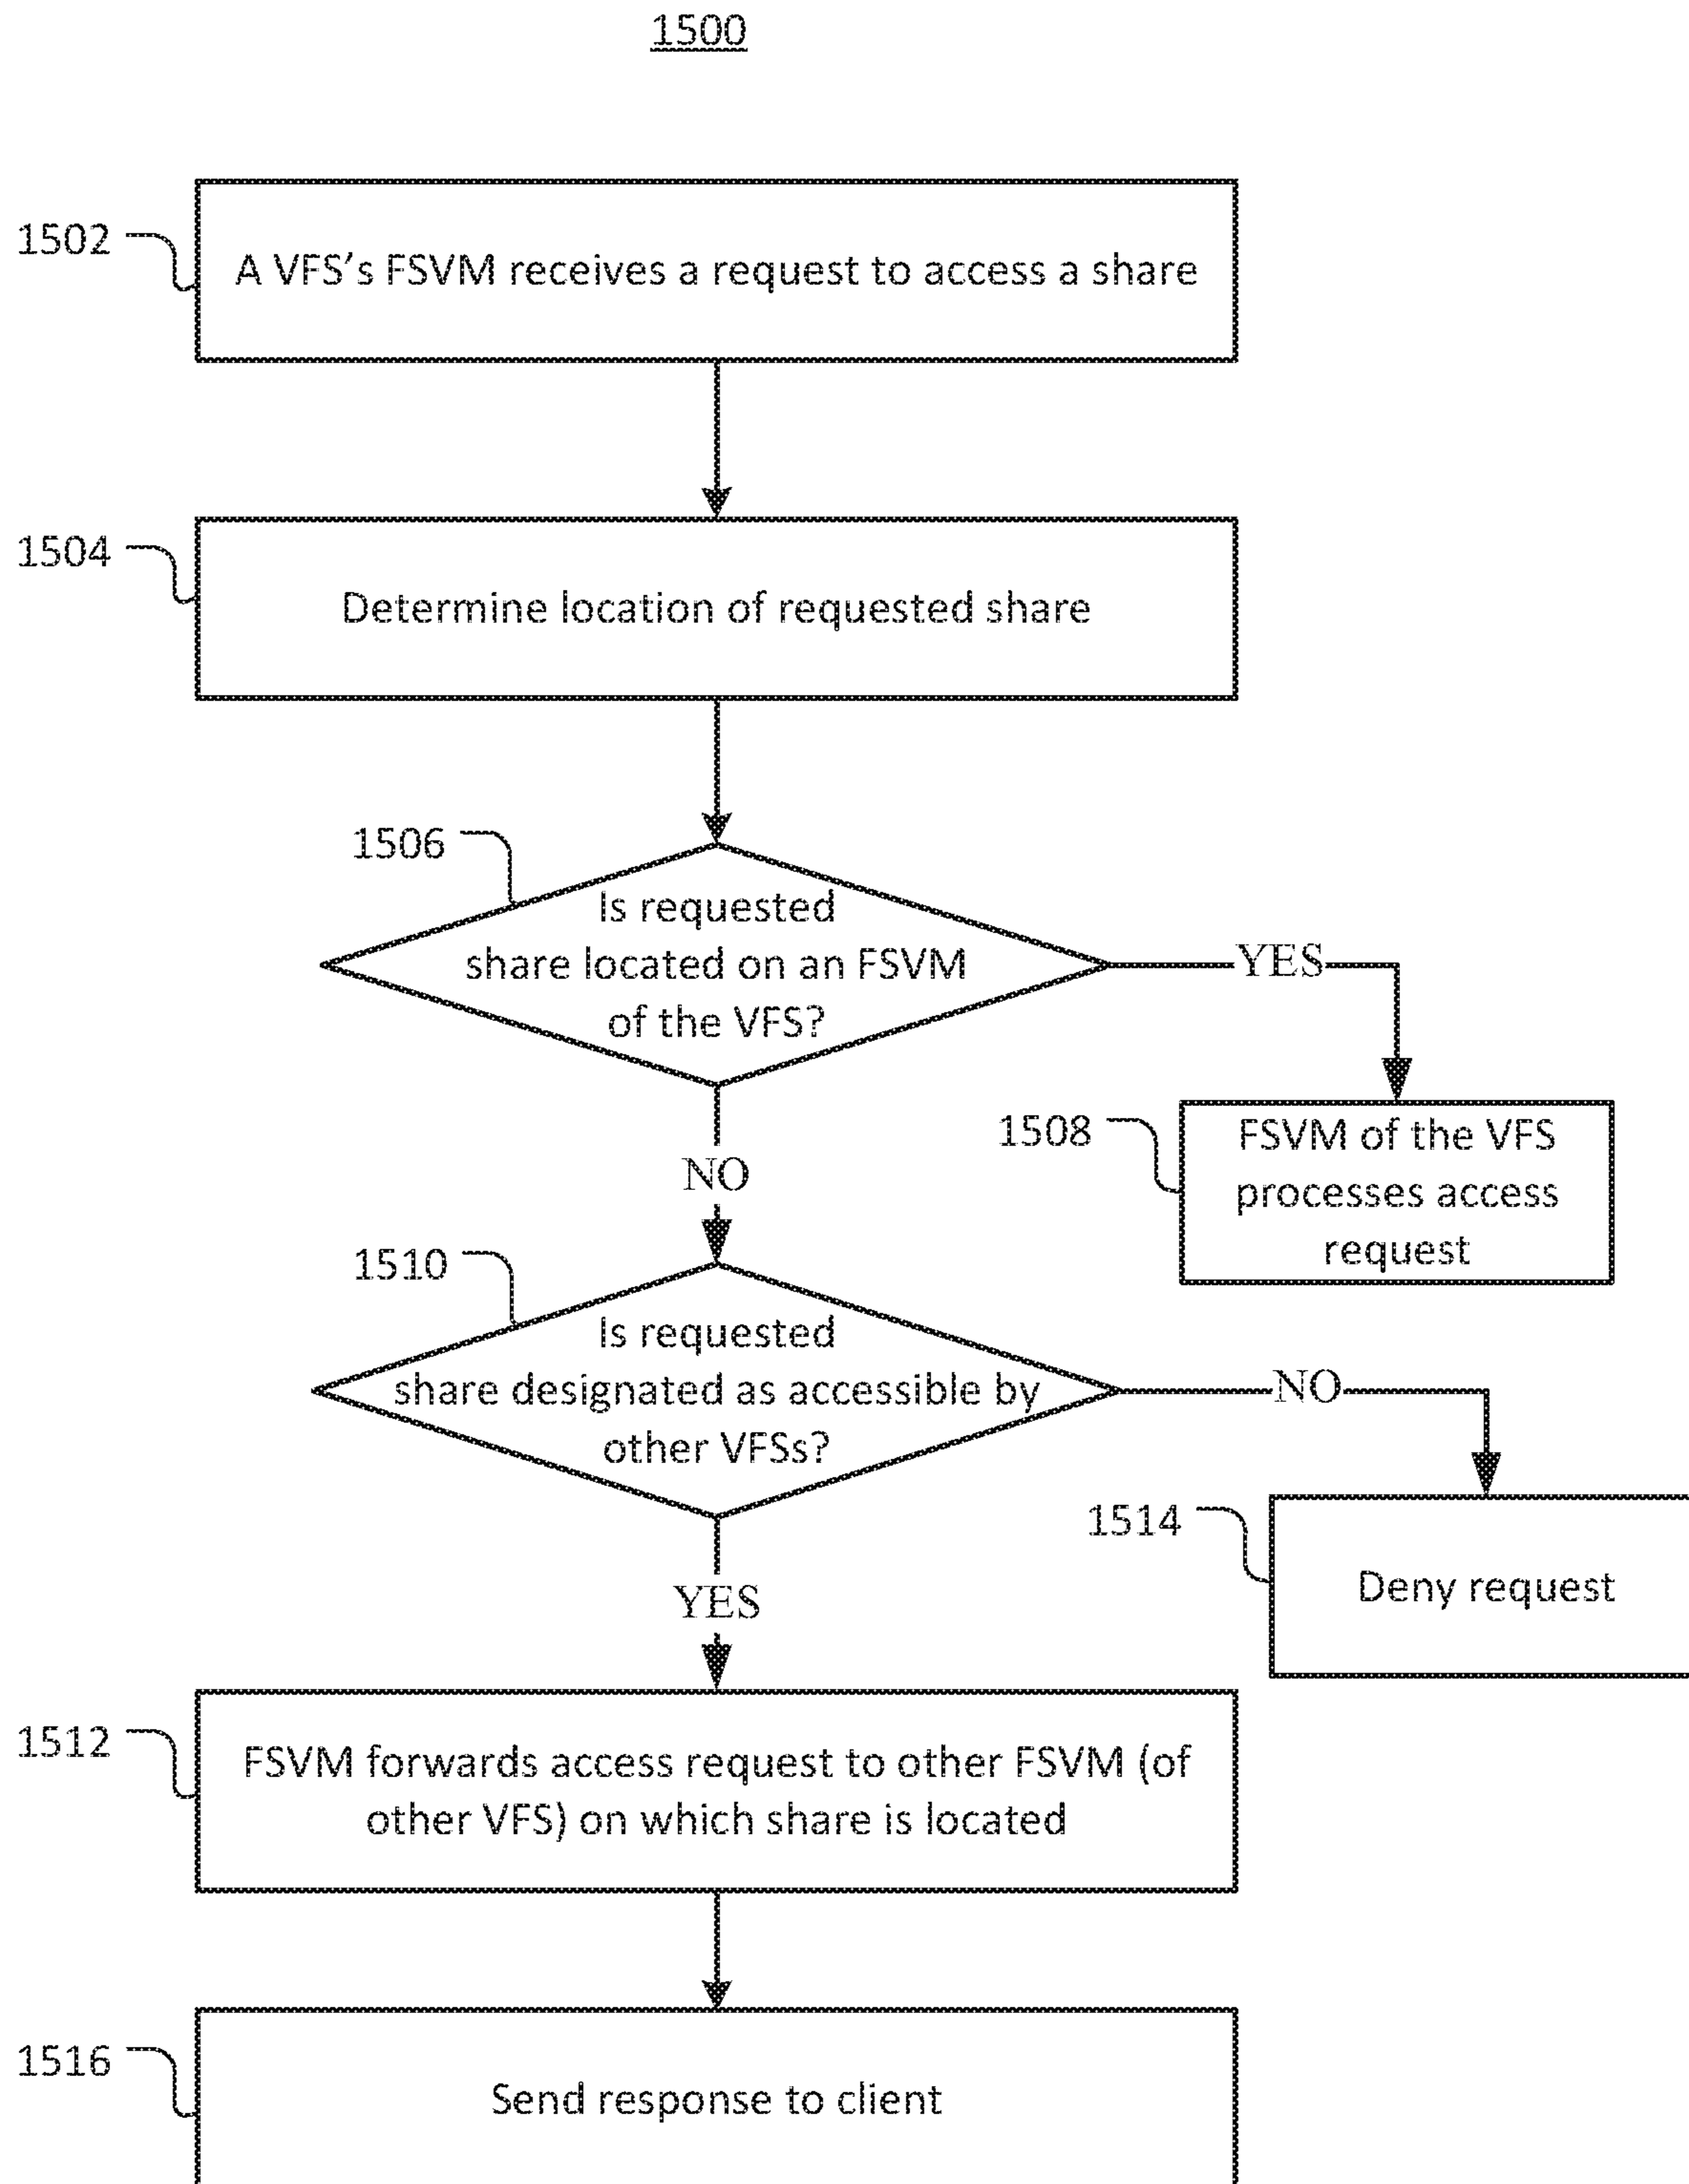 1500
1502
A VFS's FSVM receives a request to access a share
1504
Determine location of requested share
1506
Is requested
share located on an FSVM
of the VFS?
YES
1508
FSVM of the VFS
processes access
request
NO
1510
Is requested
share designated as accessible by
other VFSs?
NO
1514
Deny request
YES
1512
FSVM forwards access request to other FSVM (of
other VFS) on which share is located
1516
Send response to client